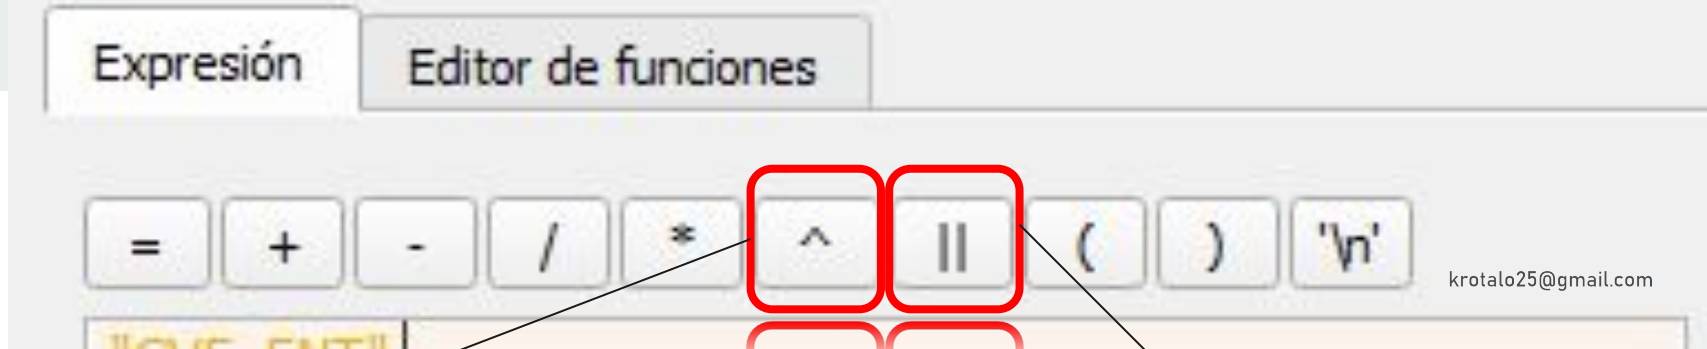 Expresión Editor de funciones
= + - / * ^ || ( ) '\n'
krotalo25@gmail.com